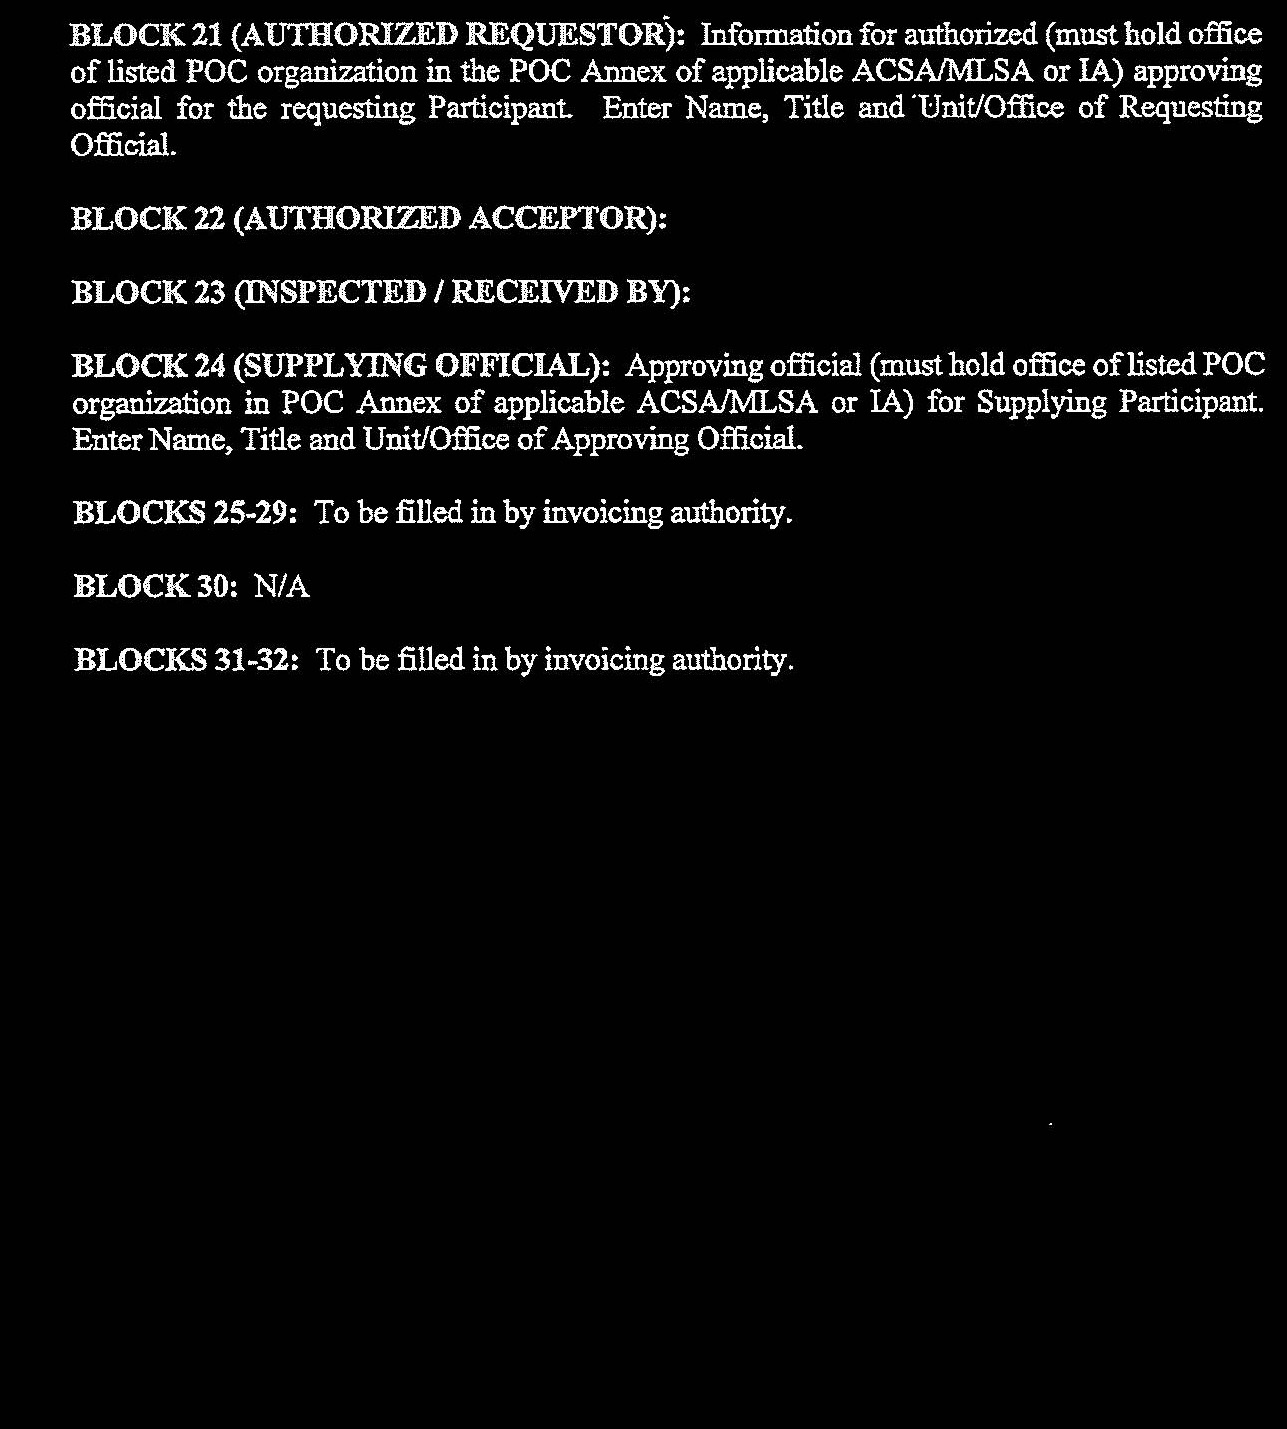 BLOCK 21 (AUTHORIZED REQUESTOR): Information for authorized (must hold office
of listed POC organization in the POC Annex of applicable ACSA/MLSA or IA) approving
official for the requesting Participant. Enter Name, Title and Unit/Office of Requesting
Official.
BLOCK 22 (AUTHORIZED ACCEPTOR):
BLOCK 23 (INSPECTED / RECEIVED BY):
BLOCK 24 (SUPPLYING OFFICIAL): Approving official (must hold office of listed POC
organization in POC Annex of applicable ACSA/MLSA or IA) for Supplying Participant.
Enter Name, Title and Unit/Office of Approving Official.
BLOCKS 25-29: To be filled in by invoicing authority.
BLOCK 30: N/A
BLOCKS 31-32: To be filled in by invoicing authority.